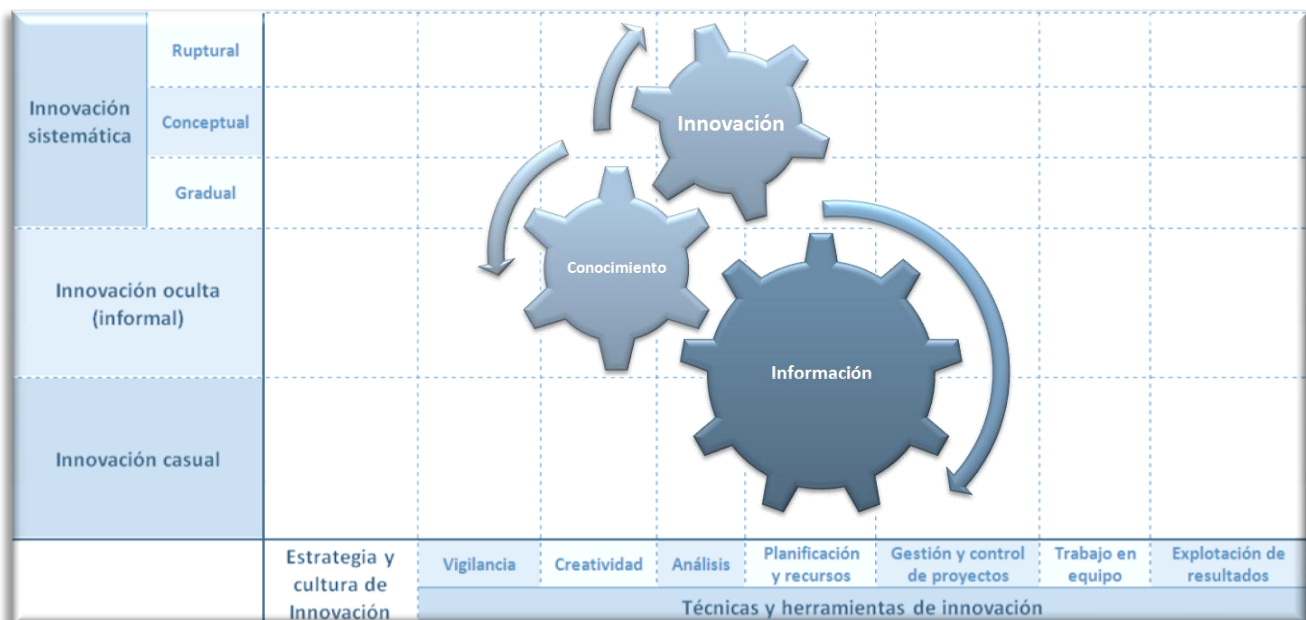 Innovación
sistemática
Ruptural
Conceptual
Gradual
Innovación oculta
(informal)
Innovación casual
Innovación
Conocimiento
Información
Estrategia y
cultura de
Innovación
Vigilancia
Creatividad
Análisis
Planificación
y recursos
Gestión y control
de proyectos
Trabajo en
equipo
Explotación de
resultados
Técnicas y herramientas de innovación